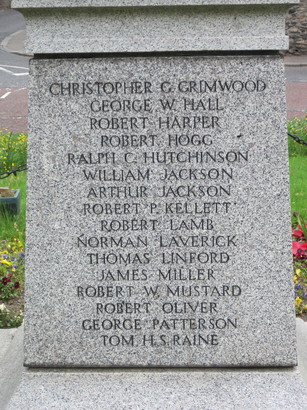 CHRISTOPHER G. GRIMWOOD
GEORGE W. HALL
ROBERT HARPER
ROBERT HOGG
RALPH C. HUTCHINSON
WILLIAM JACKSON
ARTHUR JACKSON
ROBERT P. KELLETT
ROBERT LAMB
NORMAN LAVERICK
THOMAS LINFORD
JAMES MILLER
ROBERT W. MUSTARD
ROBERT OLIVER
GEORGE PATTERSON
TOM H.S. RAINE